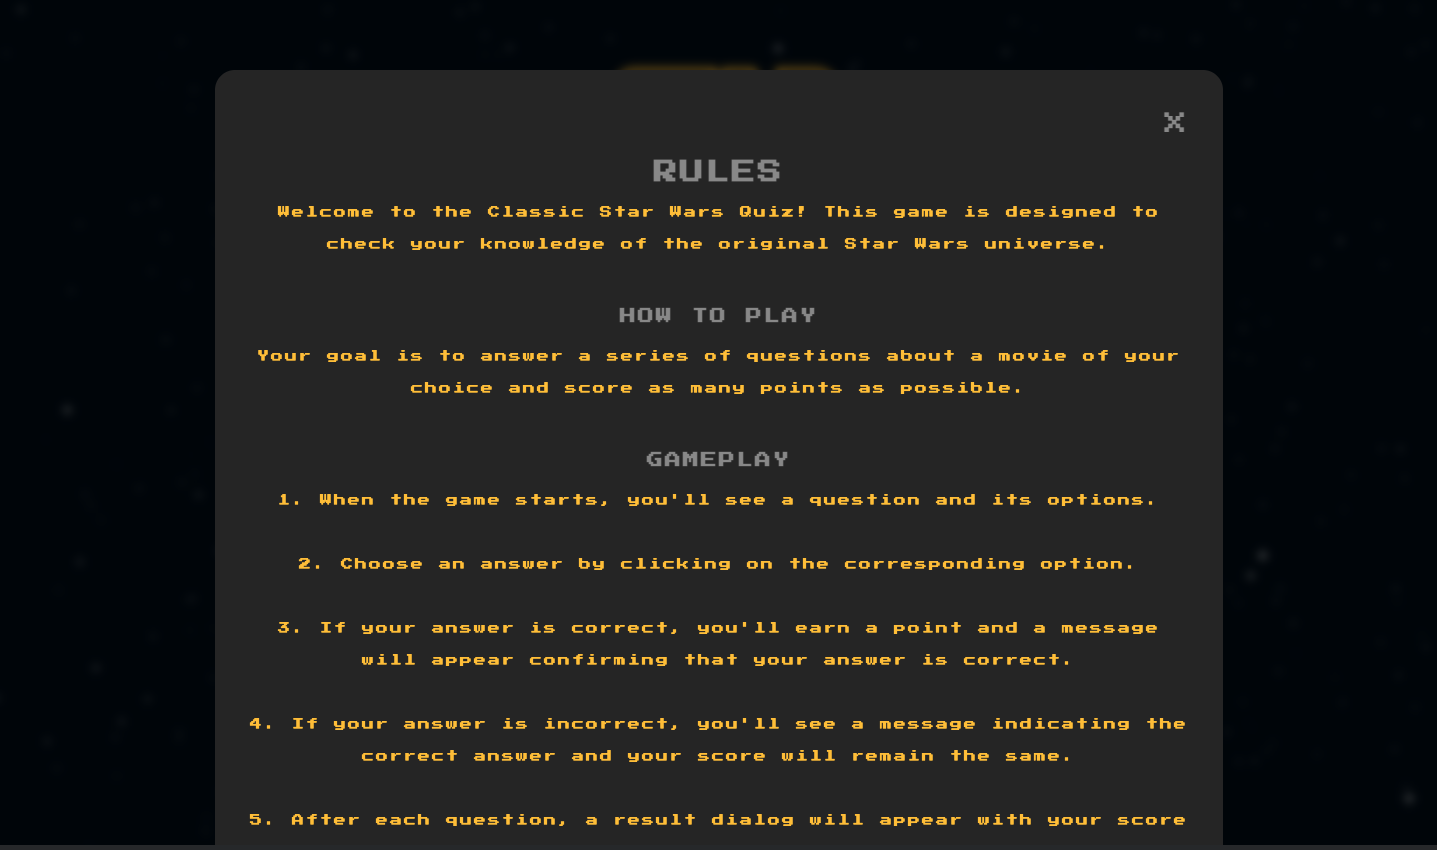 X
RULES
Welcome to the Classic Star Wars Quiz! This game is designed to
check your knowledge of the original Star Wars universe.
HOW TO PLAY
Your goal is to answer a series of questions about a movie of your
choice and score as many points as possible.
GAMEPLAY
1. When the game starts, you'll see a question and its options.
2. Choose an answer by clicking on the corresponding option.
3. If your answer is correct, you'll earn a point and a message
will appear confirming that your answer is correct.
4. If your answer is incorrect, you'll see a message indicating the
correct answer and your score will remain the same.
5. After each question, a result dialog will appear with your score